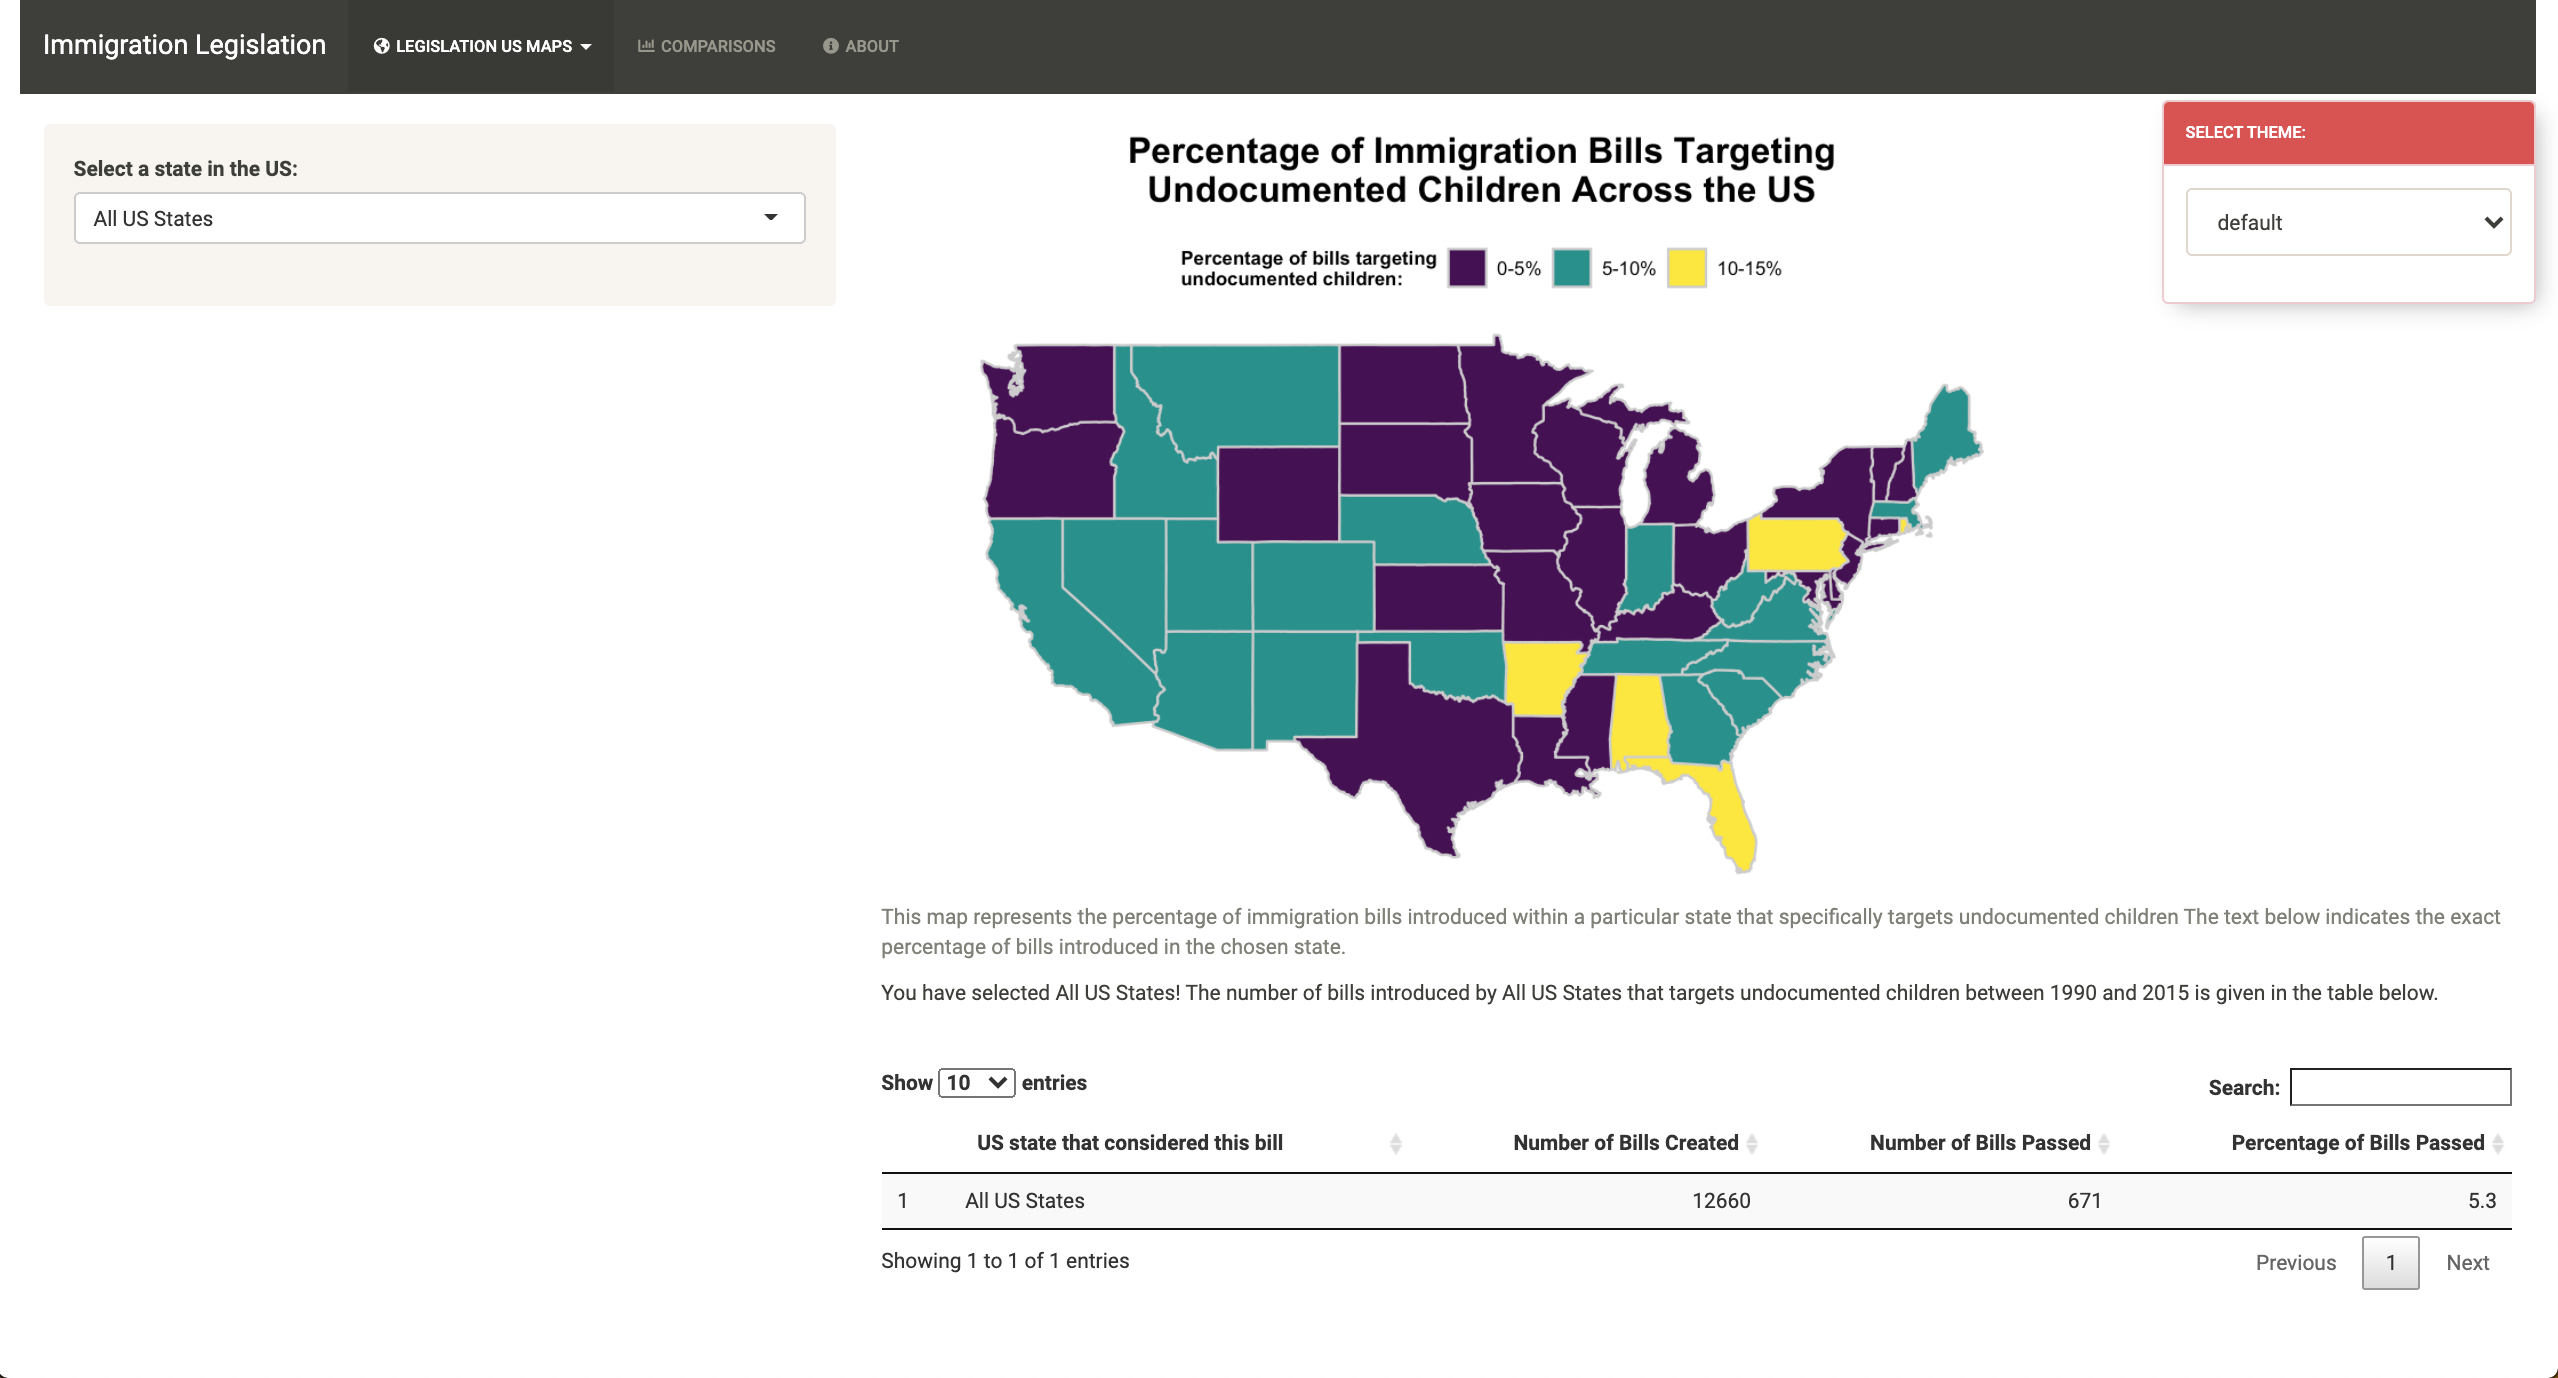 Immigration Legislation
LEGISLATION US MAPS
COMPARISONS
ABOUT
Select a state in the US:
All US States
Percentage of Immigration Bills Targeting
Undocumented Children Across the US
Percentage of bills targeting
undocumented children:
0-5%
5-10%
10-15%
SELECT THEME:
default
This map represents the percentage of immigration bills introduced within a particular state that specifically targets undocumented children The text below indicates the exact
percentage of bills introduced in the chosen state.
You have selected All US States! The number of bills introduced by All US States that targets undocumented children between 1990 and 2015 is given in the table below.
Show 10 entries
Search:
US state that considered this bill Number of Bills Created Number of Bills Passed Percentage of Bills Passed
1 All US States 12660 671 5.3
Showing 1 to 1 of 1 entries
Previous 1 Next